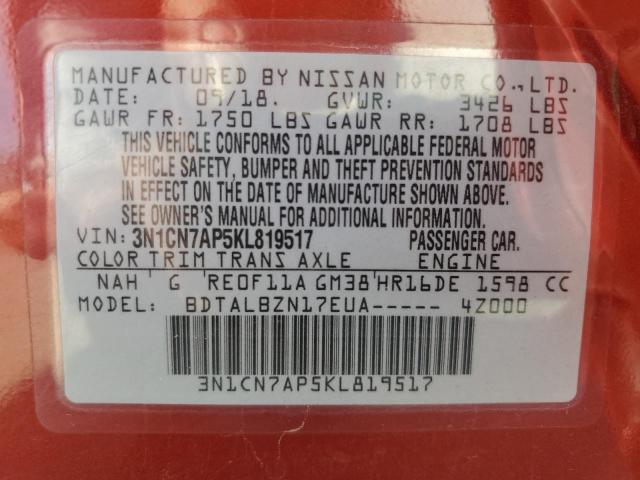 MANUFACTURED BY NISSAN MOTOR CO., LTD.
DATE: 09/18. GVWR: 3426 LBS
GAWR FR: 1750 LBS GAWR RR: 1708 LBS
THIS VEHICLE CONFORMS TO ALL APPLICABLE FEDERAL MOTOR
VEHICLE SAFETY, BUMPER AND THEFT PREVENTION STANDARDS
IN EFFECT ON THE DATE OF MANUFACTURE SHOWN ABOVE.
SEE OWNER'S MANUAL FOR ADDITIONAL INFORMATION.
VIN: 3N1CN7AP5KL819517 PASSENGER CAR.
COLOR TRIM TRANS AXLE ENGINE
NAH G RE0F11A GM38 HR16DE 1598 CC
MODEL: BDTALBZN17EUA----- 4Z000
3N1CN7AP5KL819517